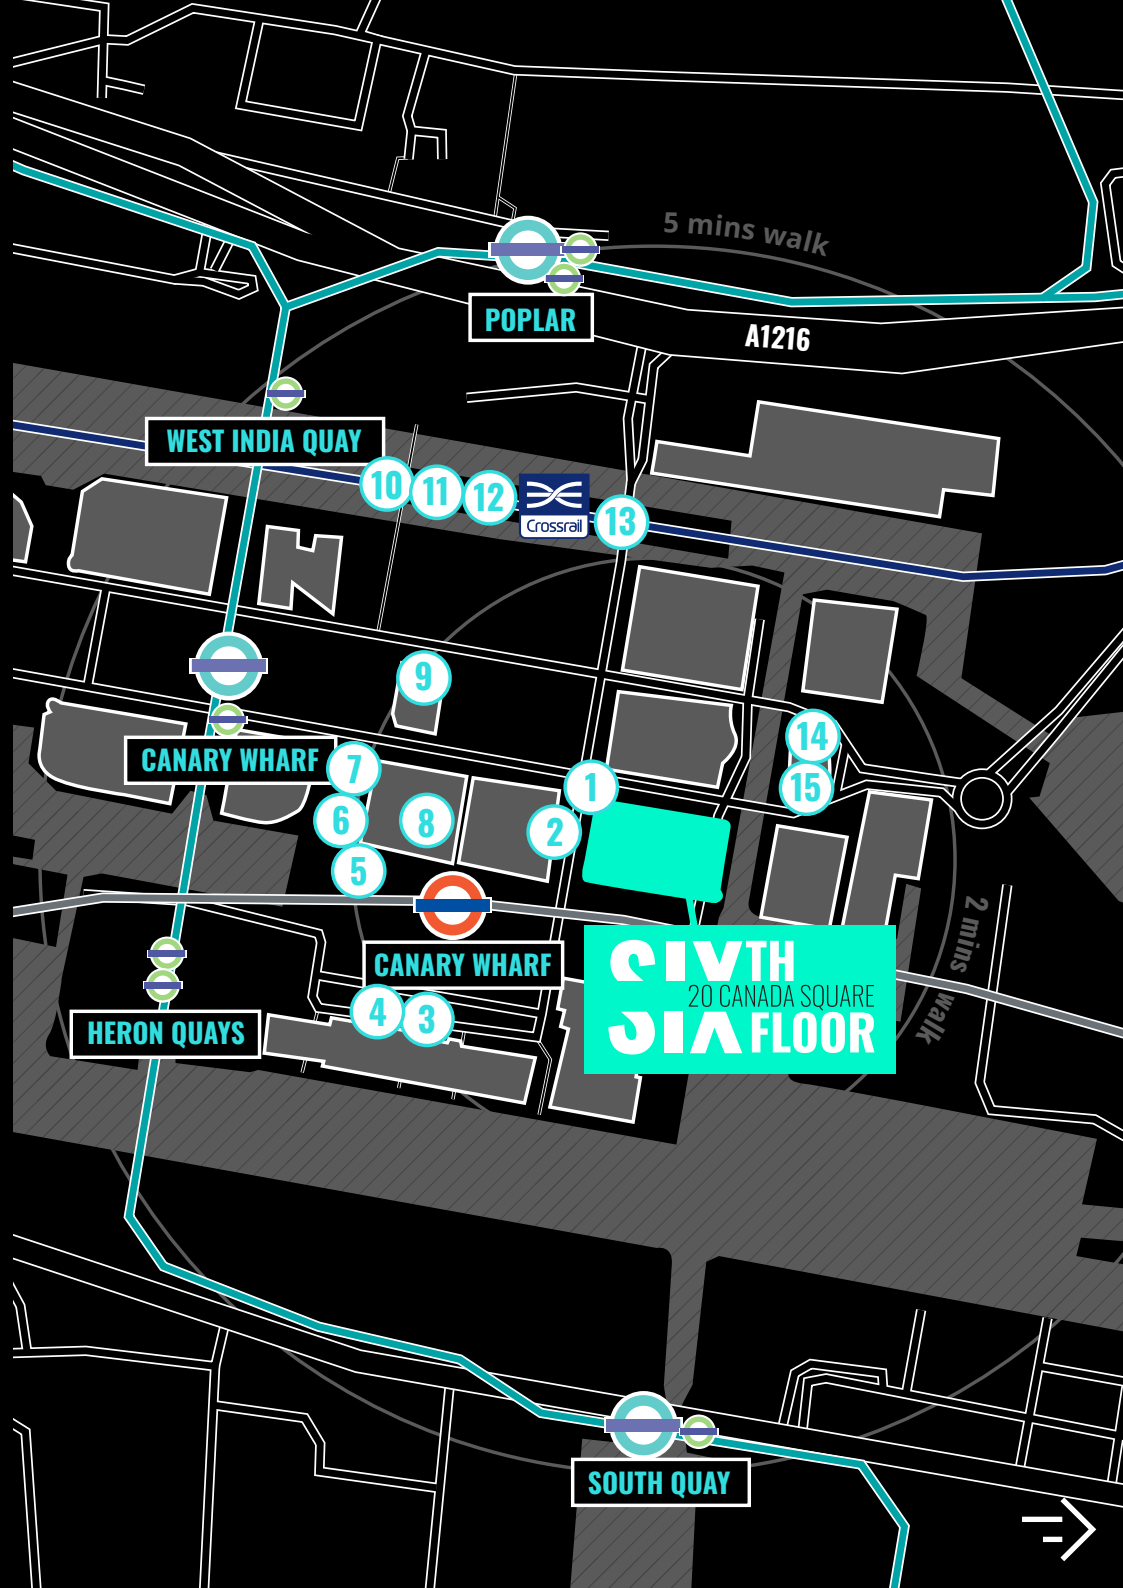 5 mins walk
POPLAR
A1216
WEST INDIA QUAY
10
11
12
Crossrail
13
9
14
15
CANARY WHARF
7
1
6
8
2
5
2 mins walk
CANARY WHARF
SIXTH
20 CANADA SQUARE
SIX FLOOR
4
3
HERON QUAYS
SOUTH QUAY